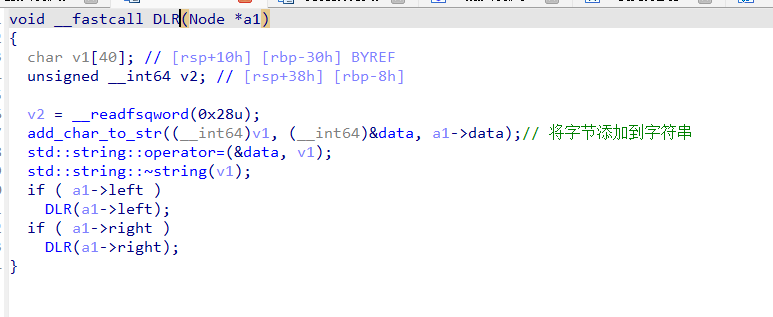 void __fastcall DLR(Node *a1)
{
  char v1[40]; // [rsp+10h] [rbp-30h] BYREF
  unsigned __int64 v2; // [rsp+38h] [rbp-8h]

  v2 = __readfsqword(0x28u);
  add_char_to_str((__int64)v1, (__int64)&data, a1->data);// 将字节添加到字符串
  std::string::operator=(&data, v1);
  std::string::~string(v1);
  if ( a1->left )
    DLR(a1->left);
  if ( a1->right )
    DLR(a1->right);
}